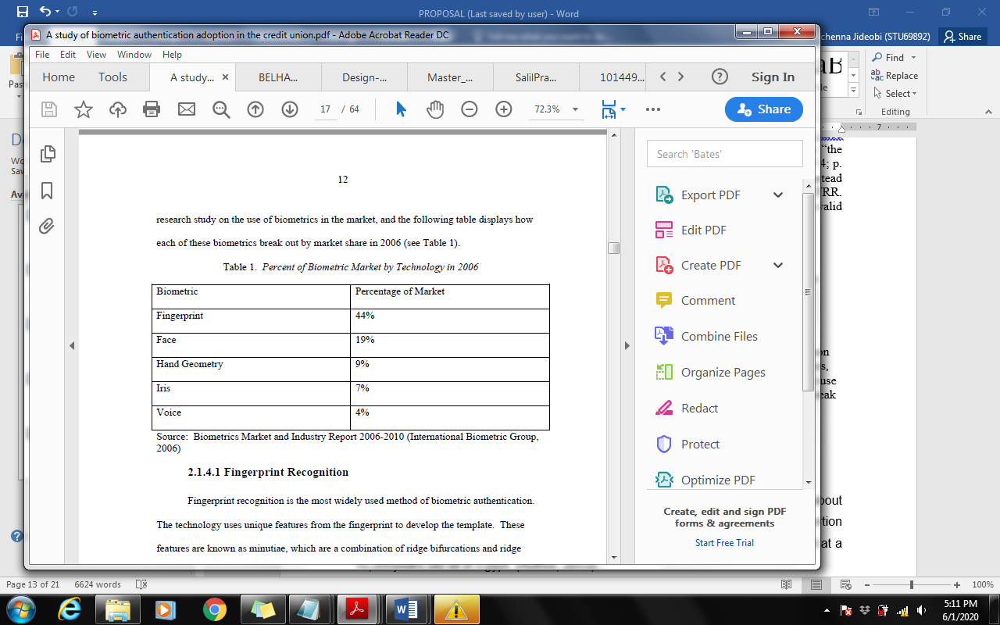 PROPOSAL (Last saved by user) - Word
A study of biometric authentication adoption in the credit union.pdf - Adobe Acrobat Reader DC
chenna Jideobi (STU69892)
Share
File Edit View Window Help
Home Tools A study... × BELHA... Design-... Master_... SalilPra... 101449... Sign In
17 / 64 72.3% Share
Find
Replace
Select
Editing
7
Search 'Bates'
Export PDF
Edit PDF
Create PDF
Comment
Combine Files
Organize Pages
Redact
Protect
Optimize PDF
Create, edit and sign PDF
forms & agreements
Start Free Trial
12
research study on the use of biometrics in the market, and the following table displays how
each of these biometrics break out by market share in 2006 (see Table 1).
Table 1. Percent of Biometric Market by Technology in 2006
Biometric Percentage of Market
Fingerprint 44%
Face 19%
Hand Geometry 9%
Iris 7%
Voice 4%
Source: Biometrics Market and Industry Report 2006-2010 (International Biometric Group,
2006)
2.1.4.1 Fingerprint Recognition
Fingerprint recognition is the most widely used method of biometric authentication.
The technology uses unique features from the fingerprint to develop the template. These
features are known as minutiae, which are a combination of ridge bifurcations and ridge
"the
4; p.
tead
RR.
valid
on
s,
use
eak
bout
tion
at a
Page 13 of 21 6624 words 100%
5:11 PM
6/1/2020